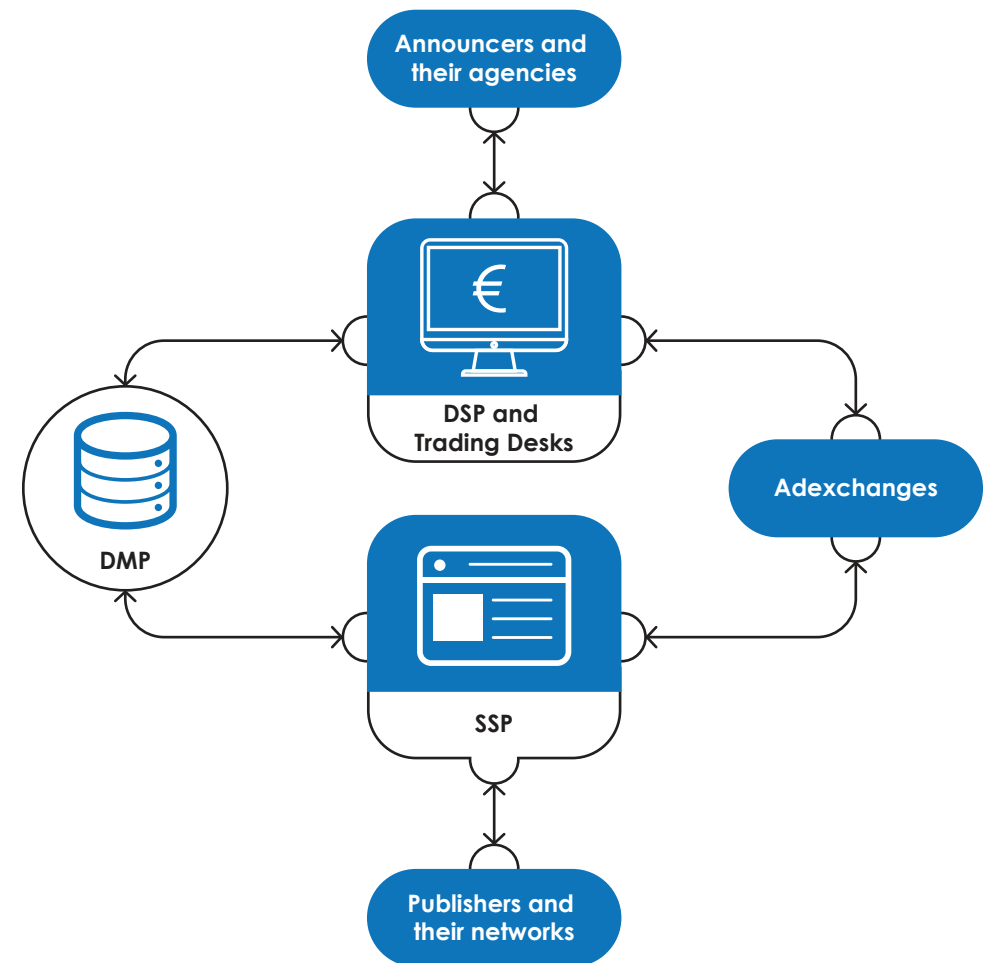 Announcers and
their agencies
€
DSP and
Trading Desks
Adexchanges
DMP
SSP
Publishers and
their networks